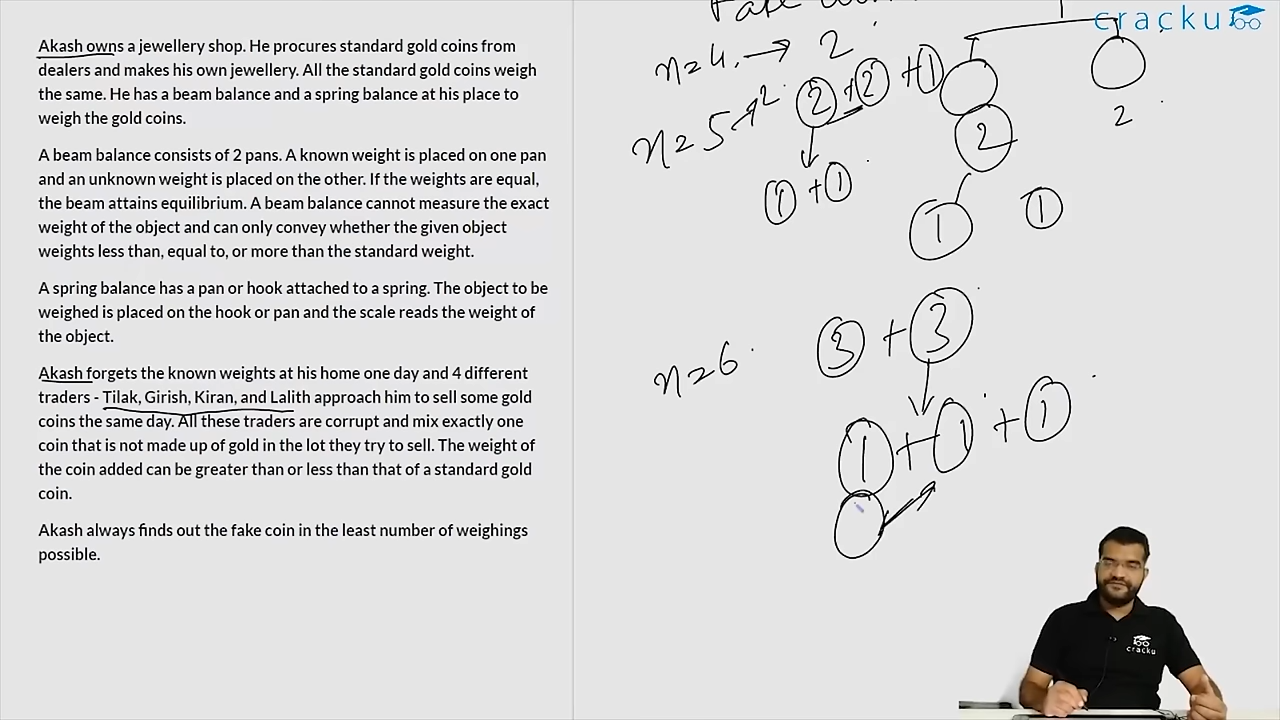 Akash owns a jewellery shop. He procures standard gold coins from
dealers and makes his own jewellery. All the standard gold coins weigh
the same. He has a beam balance and a spring balance at his place to
weigh the gold coins.
A beam balance consists of 2 pans. A known weight is placed on one pan
and an unknown weight is placed on the other. If the weights are equal,
the beam attains equilibrium. A beam balance cannot measure the exact
weight of the object and can only convey whether the given object
weights less than, equal to, or more than the standard weight.
A spring balance has a pan or hook attached to a spring. The object to be
weighed is placed on the hook or pan and the scale reads the weight of
the object.
Akash forgets the known weights at his home one day and 4 different
traders - Tilak, Girish, Kiran, and Lalith approach him to sell some gold
coins the same day. All these traders are corrupt and mix exactly one
coin that is not made up of gold in the lot they try to sell. The weight of
the coin added can be greater than or less than that of a standard gold
coin.
Akash always finds out the fake coin in the least number of weighings
possible.
cracku
n=4 → 2
n=5 → 2 2 + 2 + 1
1 + 1
2 2
1 1
n=6 3 + 3
1 + 1 + 1
cracku